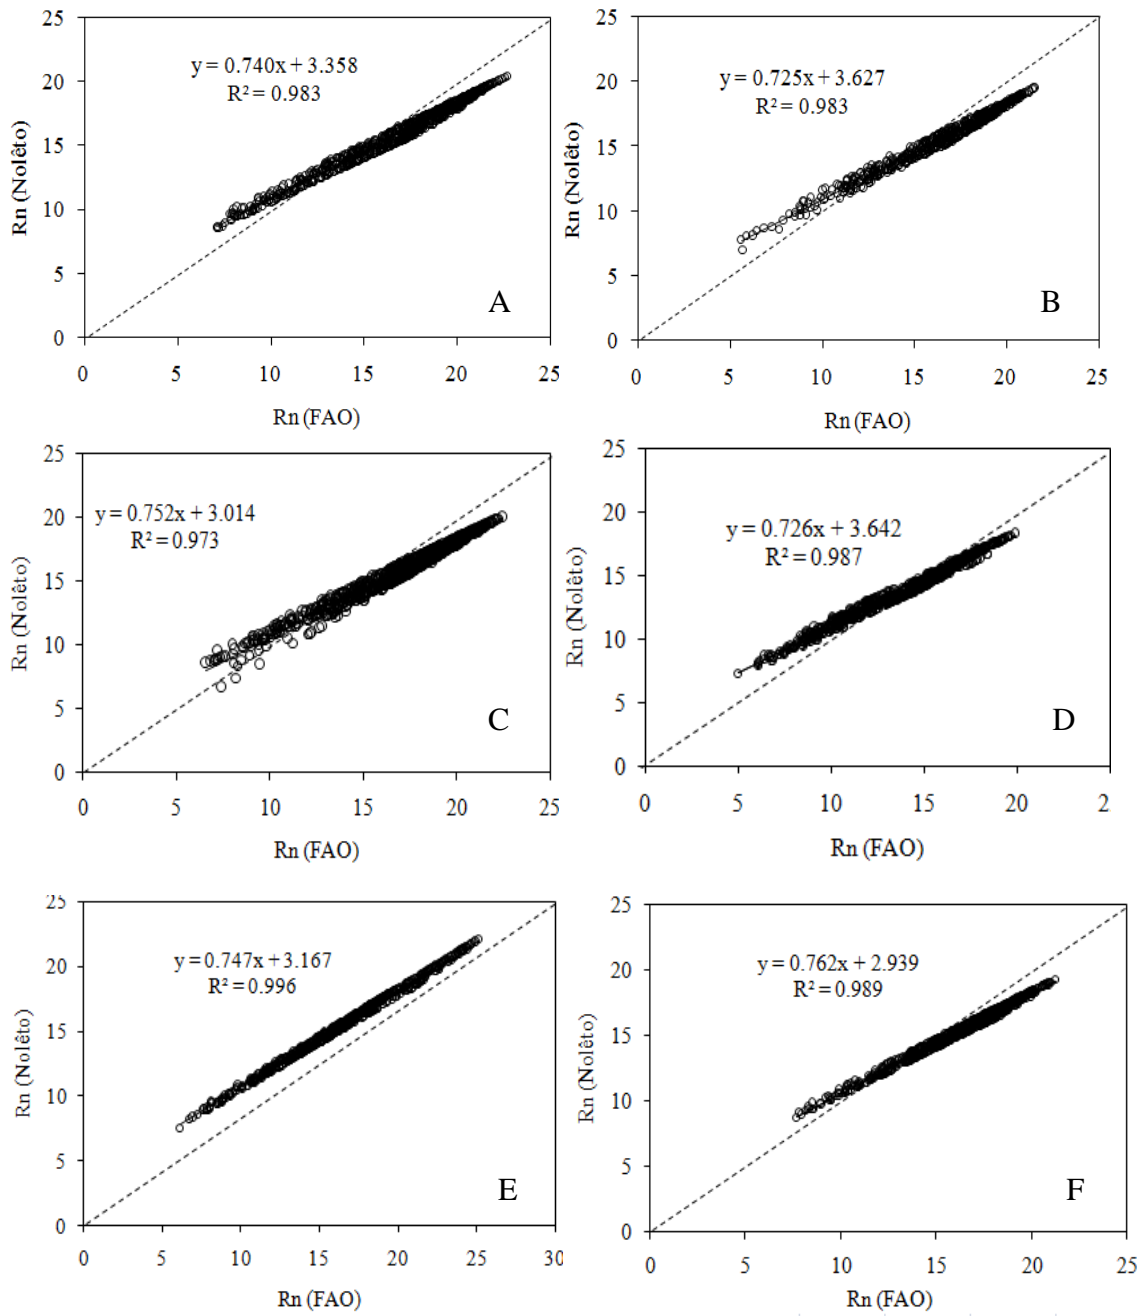 25
20
15
10
5
0
Rn (Nolêto)
y = 0.740x + 3.358
R² = 0.983
A
0 5 10 15 20 25
Rn (FAO)
25
20
15
10
5
0
Rn (Nolêto)
y = 0.725x + 3.627
R² = 0.983
B
0 5 10 15 20 25
Rn (FAO)
25
20
15
10
5
0
Rn (Nolêto)
y = 0.752x + 3.014
R² = 0.973
C
0 5 10 15 20 25
Rn (FAO)
25
20
15
10
5
0
Rn (Nolêto)
y = 0.726x + 3.642
R² = 0.987
D
0 5 10 15 20 2
Rn (FAO)
25
20
15
10
5
0
Rn (Nolêto)
y = 0.747x + 3.167
R² = 0.996
E
0 5 10 15 20 25 30
Rn (FAO)
25
20
15
10
5
0
Rn (Nolêto)
y = 0.762x + 2.939
R² = 0.989
F
0 5 10 15 20 25
Rn (FAO)